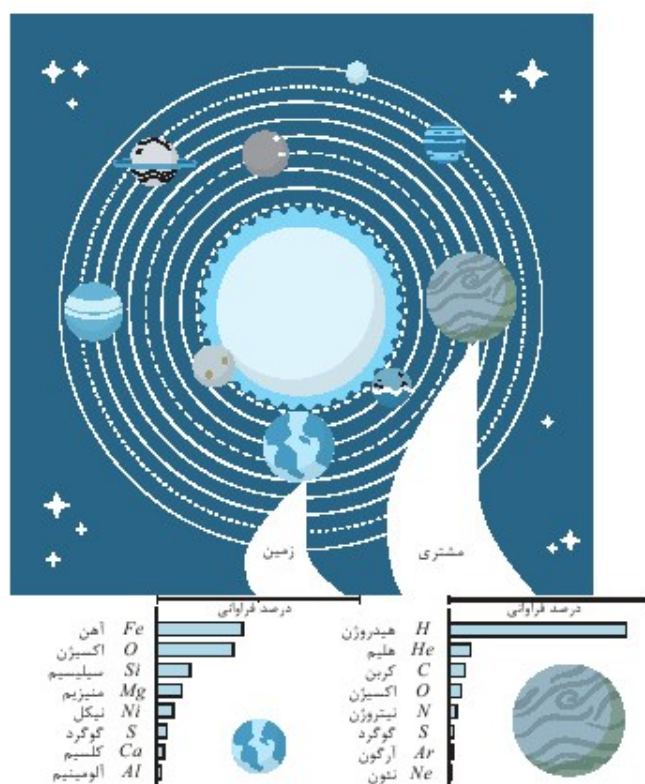 زمین
مشتری
درصد فراوانی
آهن Fe
اکسیژن O
سیلیسیم Si
منیزیم Mg
نیکل Ni
گوگرد S
کلسیم Ca
آلومینیم Al
درصد فراوانی
هیدروژن H
هلیم He
کربن C
اکسیژن O
نیتروژن N
گوگرد S
آرگون Ar
نئون Ne